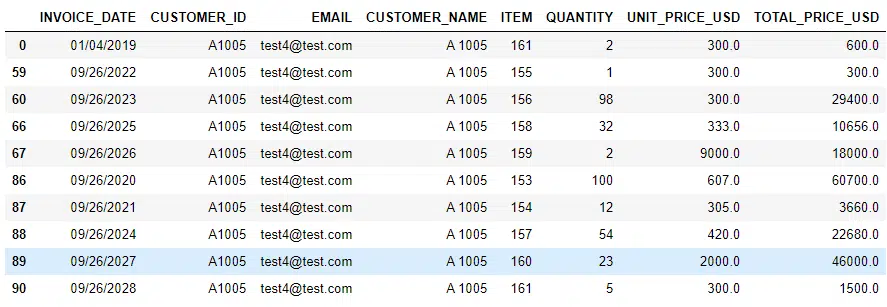 INVOICE_DATE CUSTOMER_ID EMAIL CUSTOMER_NAME ITEM QUANTITY UNIT_PRICE_USD TOTAL_PRICE_USD
0 01/04/2019 A1005 test4@test.com A 1005 161 2 300.0 600.0
59 09/26/2022 A1005 test4@test.com A 1005 155 1 300.0 300.0
60 09/26/2023 A1005 test4@test.com A 1005 156 98 300.0 29400.0
66 09/26/2025 A1005 test4@test.com A 1005 158 32 333.0 10656.0
67 09/26/2026 A1005 test4@test.com A 1005 159 2 9000.0 18000.0
86 09/26/2020 A1005 test4@test.com A 1005 153 100 607.0 60700.0
87 09/26/2021 A1005 test4@test.com A 1005 154 12 305.0 3660.0
88 09/26/2024 A1005 test4@test.com A 1005 157 54 420.0 22680.0
89 09/26/2027 A1005 test4@test.com A 1005 160 23 2000.0 46000.0
90 09/26/2028 A1005 test4@test.com A 1005 161 5 300.0 1500.0